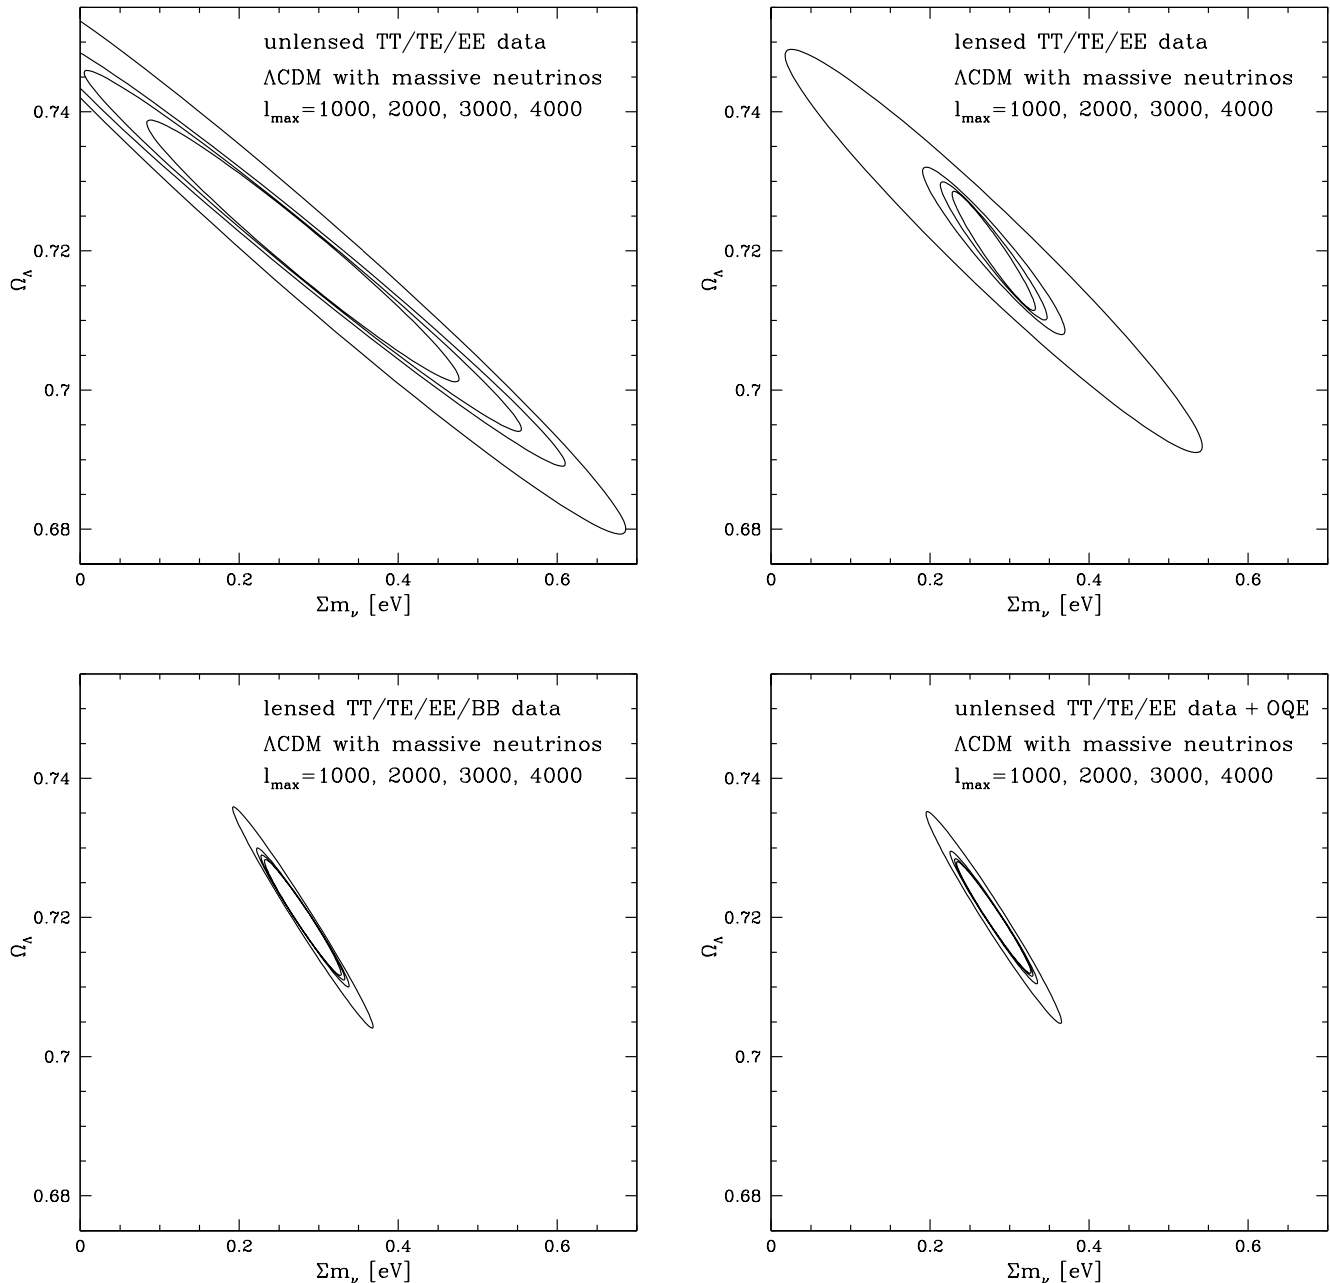 unlensed TT/TE/EE data
ΛCDM with massive neutrinos
l_max=1000, 2000, 3000, 4000
0.74
0.72
0.7
0.68
Ω_Λ
0 0.2 0.4 0.6
Σm_ν [eV]
lensed TT/TE/EE data
ΛCDM with massive neutrinos
l_max=1000, 2000, 3000, 4000
0.74
0.72
0.7
0.68
Ω_Λ
0 0.2 0.4 0.6
Σm_ν [eV]
lensed TT/TE/EE/BB data
ΛCDM with massive neutrinos
l_max=1000, 2000, 3000, 4000
0.74
0.72
0.7
0.68
Ω_Λ
0 0.2 0.4 0.6
Σm_ν [eV]
unlensed TT/TE/EE data + OQE
ΛCDM with massive neutrinos
l_max=1000, 2000, 3000, 4000
0.74
0.72
0.7
0.68
Ω_Λ
0 0.2 0.4 0.6
Σm_ν [eV]